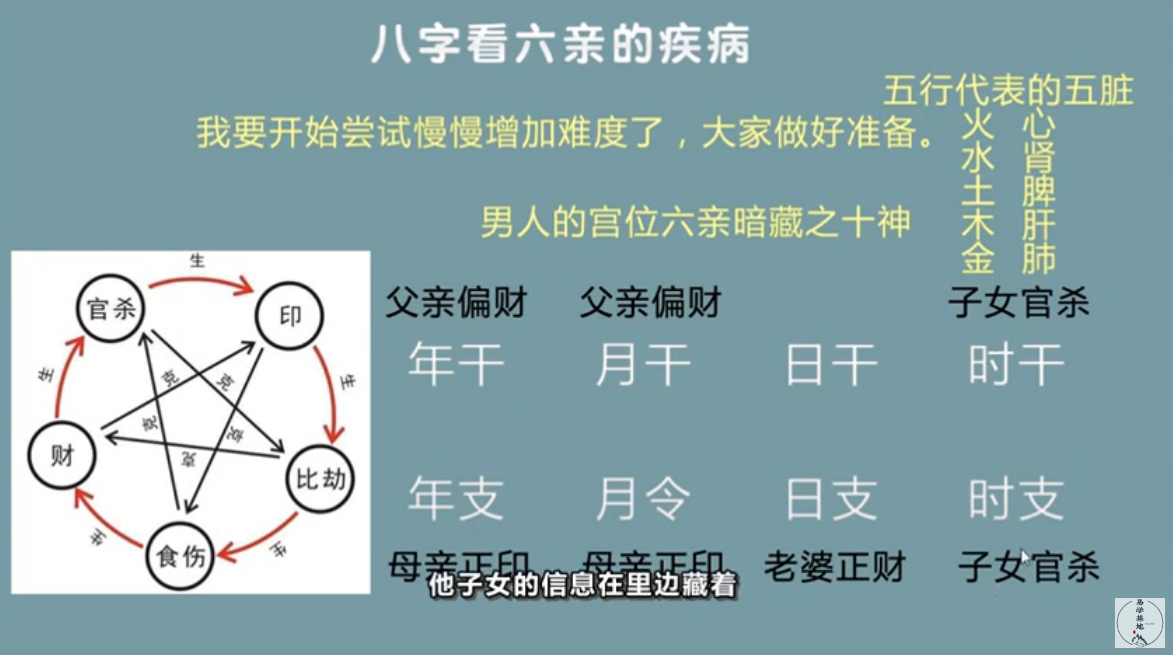 八字看六亲的疾病
五行代表的五脏
我要开始尝试慢慢增加难度了，大家做好准备。
火 心
水 肾
土 脾
木 肝
金 肺
男人的宫位六亲暗藏之十神
父亲偏财 父亲偏财 子女官杀
年干 月干 日干 时干
年支 月令 日支 时支
母亲正印 母亲正印 老婆正财 子女官杀
他子女的信息在里边藏着
生
官杀
印
生
生
克
克
克
克
克
财
比劫
生
生
食伤
易学基地